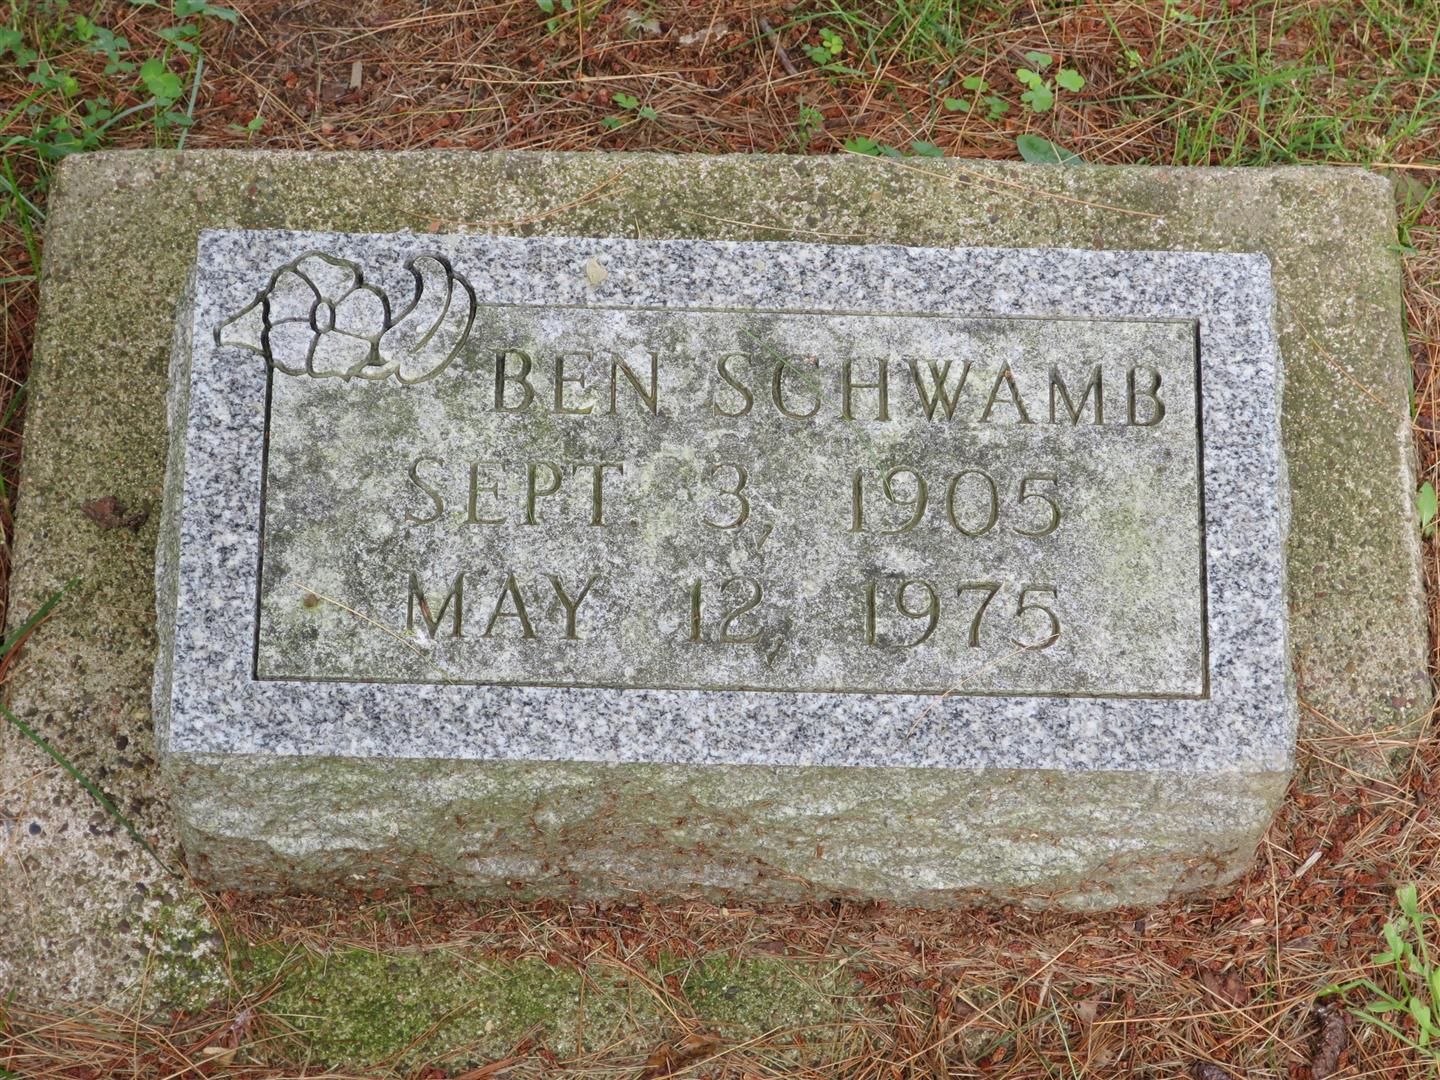 BEN SCHWAMB
SEPT. 3, 1905
MAY 12, 1975